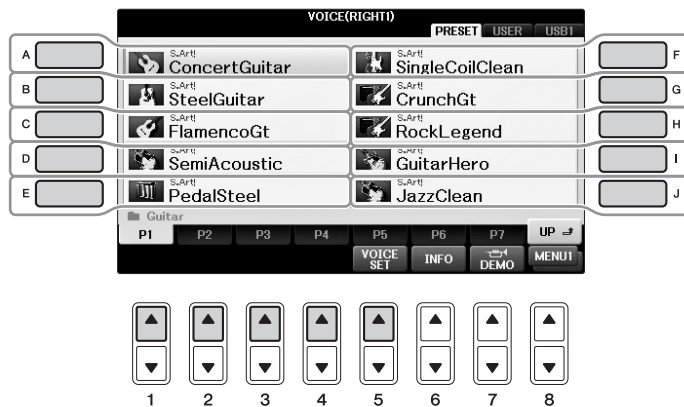 VOICE(RIGHT1)
PRESET USER USB1
A
S.Art!
ConcertGuitar
S.Art!
SingleCoilClean
F
B
S.Art!
SteelGuitar
S.Art!
CrunchGt
G
C
S.Art!
FlamencoGt
S.Art!
RockLegend
H
D
S.Art!
SemiAcoustic
S.Art!
GuitarHero
I
E
S.Art!
PedalSteel
S.Art!
JazzClean
J
Guitar
P1 P2 P3 P4 P5 P6 P7 UP
VOICE
SET
INFO
DEMO
MENU1
1 2 3 4 5 6 7 8